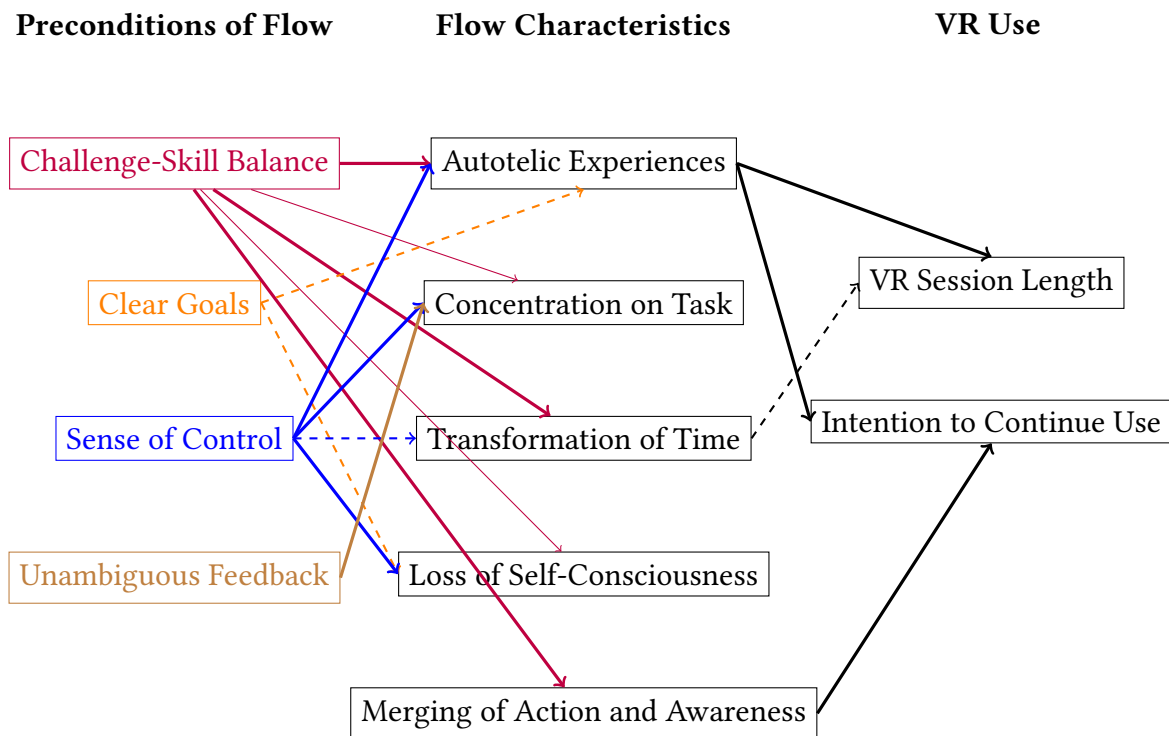 Preconditions of Flow
Flow Characteristics
VR Use
Challenge-Skill Balance
Autotelic Experiences
VR Session Length
Clear Goals
Concentration on Task
Intention to Continue Use
Sense of Control
Transformation of Time
Unambiguous Feedback
Loss of Self-Consciousness
Merging of Action and Awareness